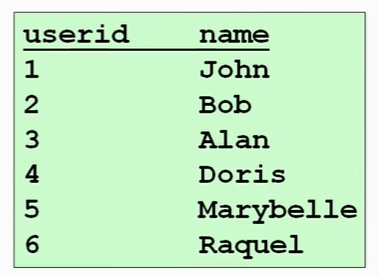 userid name
1 John
2 Bob
3 Alan
4 Doris
5 Marybelle
6 Raquel